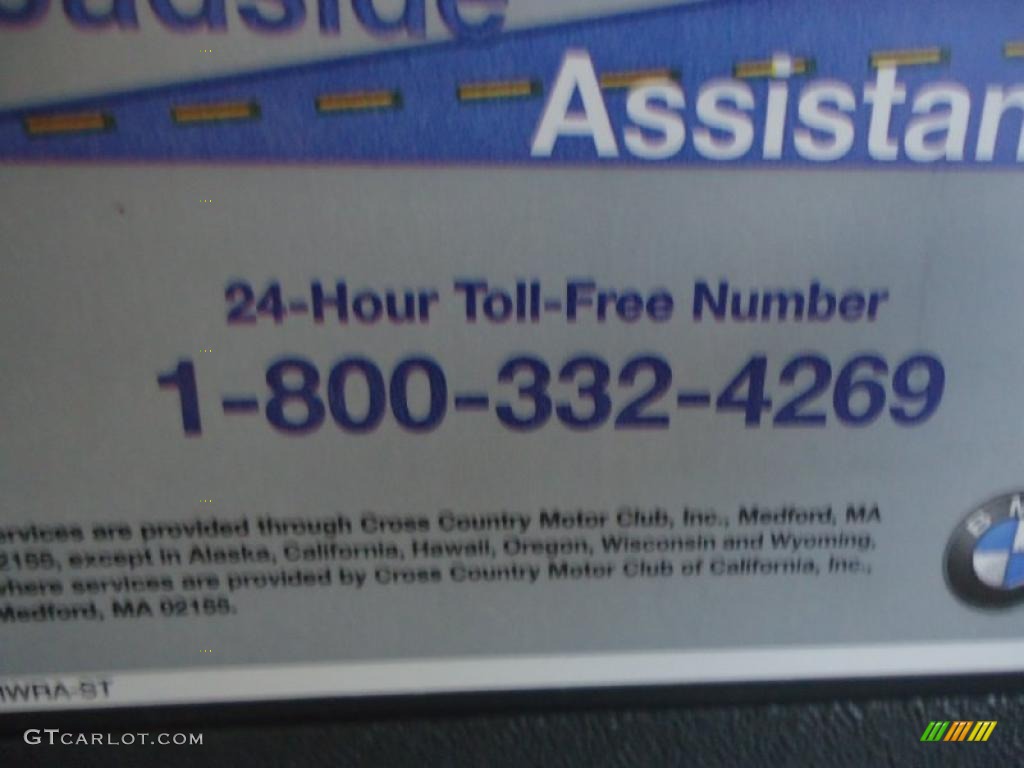 oadside
Assistan
24-Hour Toll-Free Number
1-800-332-4269
ervices are provided through Cross Country Motor Club, Inc., Medford, MA
2155, except in Alaska, California, Hawaii, Oregon, Wisconsin and Wyoming,
where services are provided by Cross Country Motor Club of California, Inc.,
Medford, MA 02155.
B M
MWRA-ST
GTCARLOT.COM